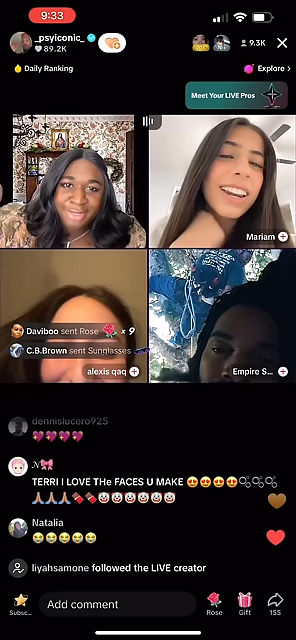 9:33
_psyiconic_
89.2K
9.3K
Daily Ranking
Explore >
Meet Your LIVE Pros
Mariam
Daviboo sent Rose × 9
C.B.Brown sent Sunglasses
alexis qaq
Empire S...
dennislucero925
💖💖💖💖
N🎀
TERRI I LOVE THe FACES U MAKE 😍😍😍😍🫧🫧🫧
🙏🏽🙏🏽🙏🏽🍫🍫🤡🤡🤡🤡🤡🤡
Natalia
😭😭😭😭😭
liyahsamone followed the LIVE creator
Subsc...
Add comment
Rose
Gift
155